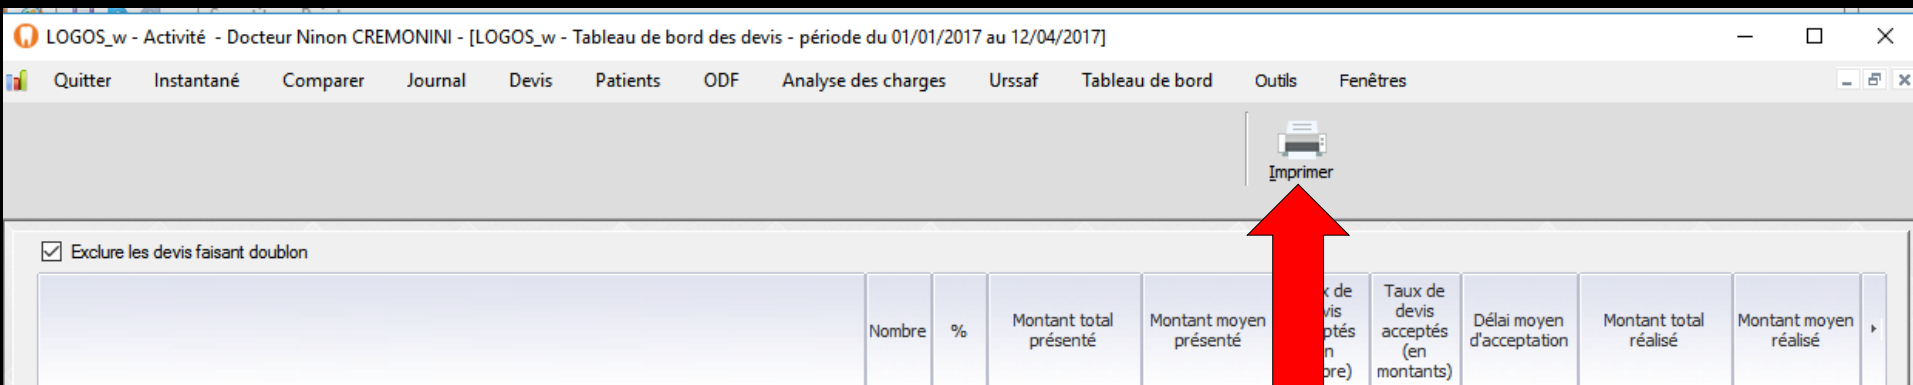 LOGOS_w - Activité - Docteur Ninon CREMONINI - [LOGOS_w - Tableau de bord des devis - période du 01/01/2017 au 12/04/2017]
Quitter Instantané Comparer Journal Devis Patients ODF Analyse des charges Urssaf Tableau de bord Outils Fenêtres
Imprimer
Exclure les devis faisant doublon
Nombre
%
Montant total
présenté
Montant moyen
présenté
de
Taux de
devis
acceptés
(en
montants)
Délai moyen
d'acceptation
Montant total
réalisé
Montant moyen
réalisé